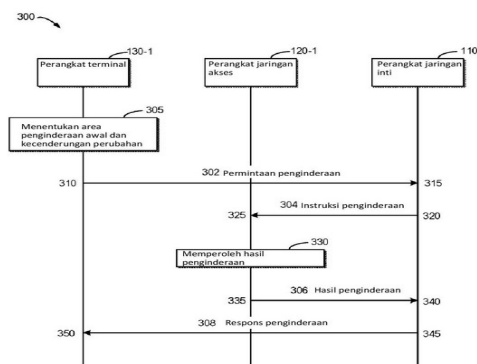 300
130-1
120-1
110
Perangkat terminal
Perangkat jaringan
akses
Perangkat jaringan
inti
305
Menentukan area
penginderaan awal dan
kecenderungan perubahan
302 Permintaan penginderaan
310
315
304 Instruksi penginderaan
325
320
330
Memperoleh hasil
penginderaan
306 Hasil penginderaan
335
340
308 Respons penginderaan
350
345